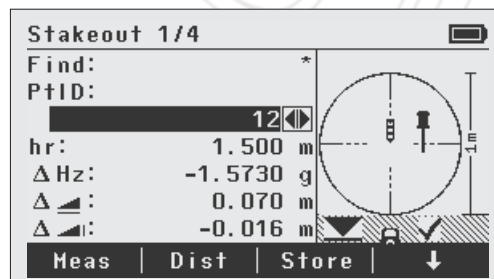 Stakeout 1/4
Find: *
PtID:
12
hr: 1.500 m
ΔHz: -1.5730 g
Δ : 0.070 m
Δ : -0.016 m
1m
Meas | Dist | Store | ↓